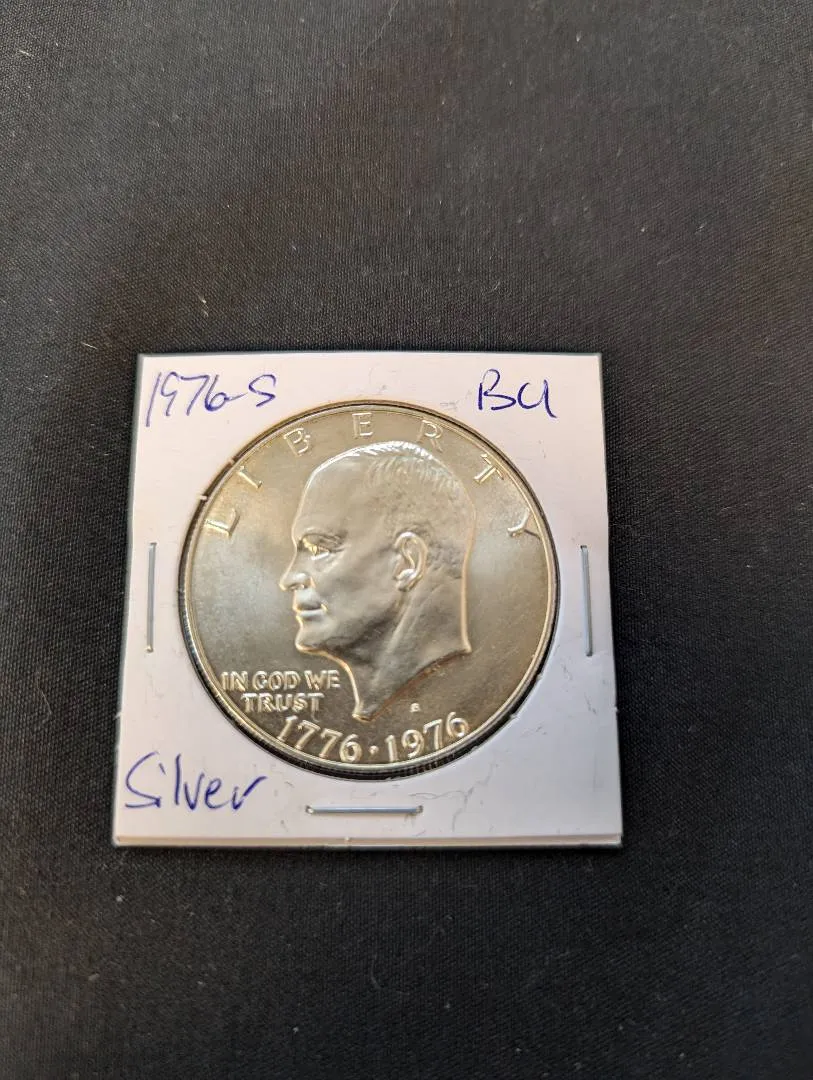 1976-S
BU
LIBERTY
IN GOD WE
TRUST
S
1776 · 1976
Silver